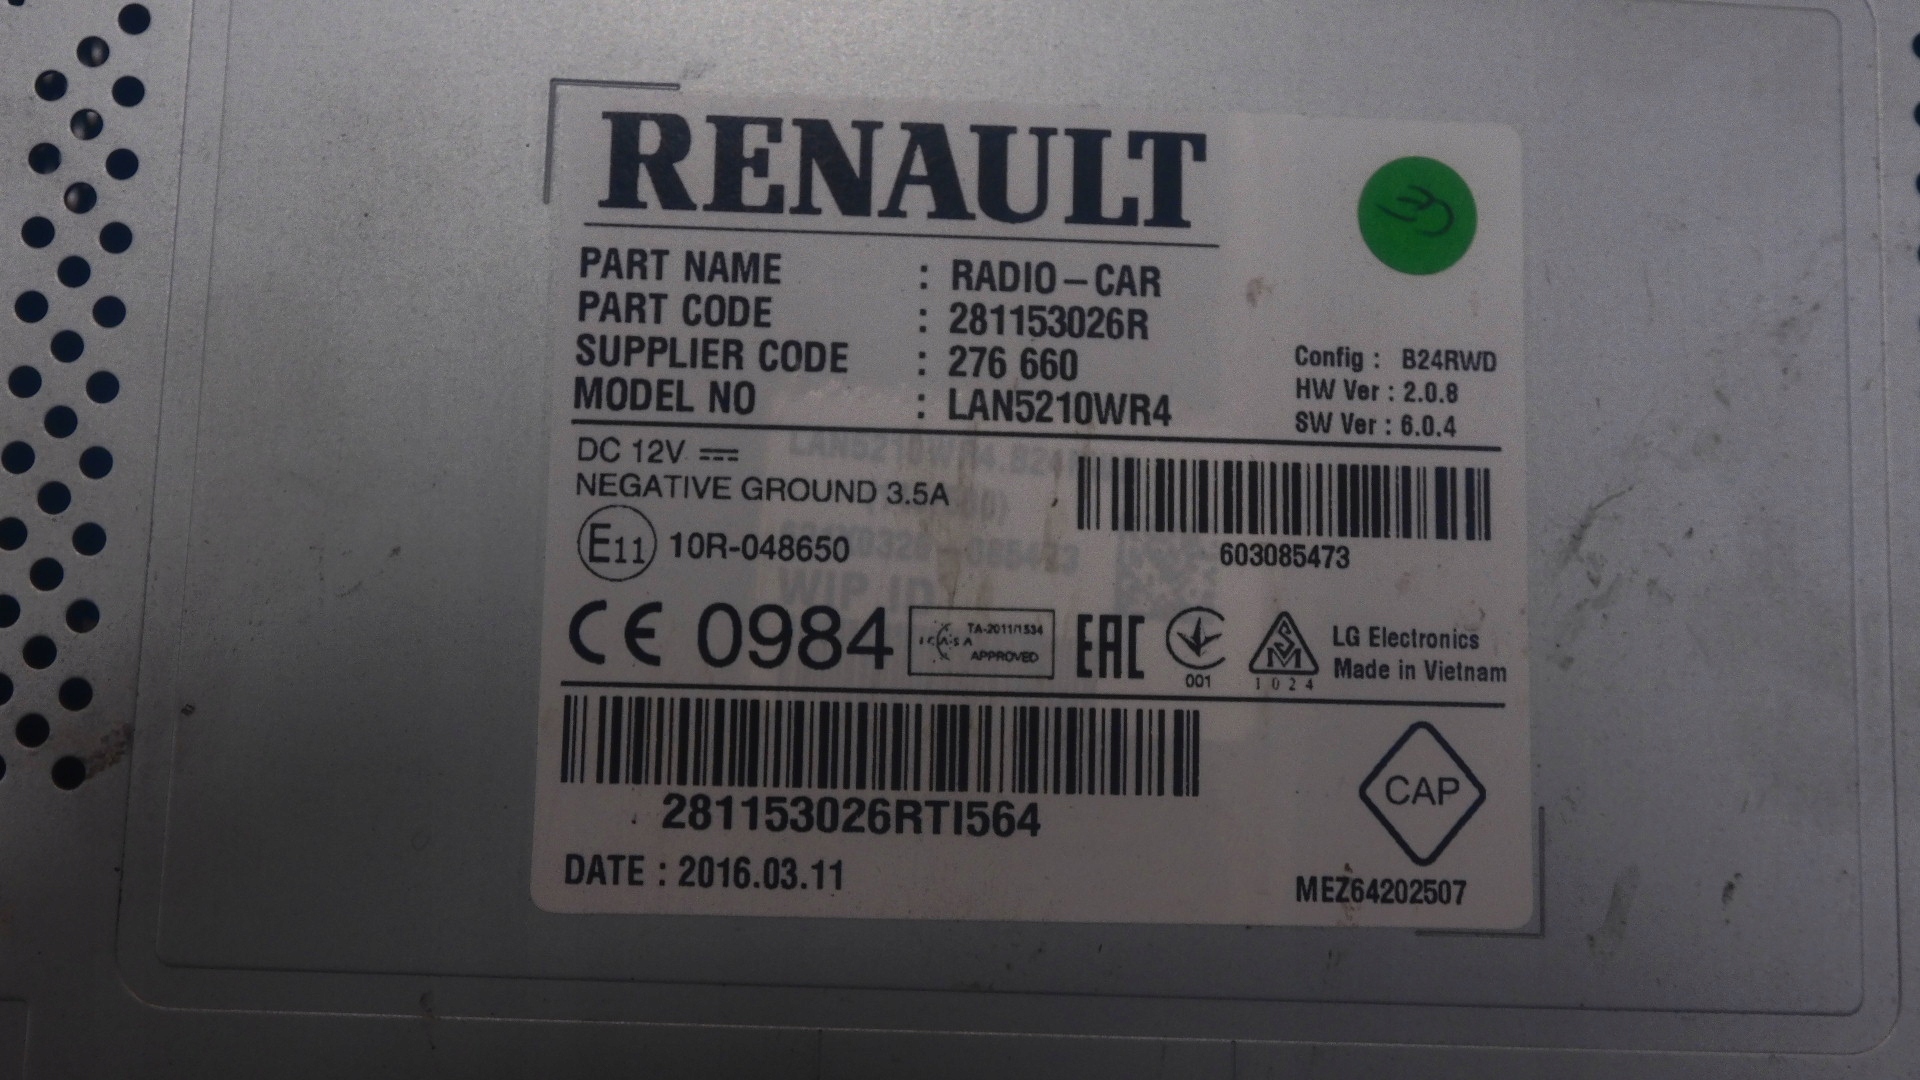 RENAULT
PART NAME : RADIO-CAR
PART CODE : 281153026R
SUPPLIER CODE : 276 660
MODEL NO : LAN5210WR4
Config : B24RWD
HW Ver : 2.0.8
SW Ver : 6.0.4
DC 12V
NEGATIVE GROUND 3.5A
E11 10R-048650
603085473
CE 0984
ICASA TA-2011/1534
APPROVED
EAC
001
SM
1024
LG Electronics
Made in Vietnam
281153026RTI564
DATE : 2016.03.11
CAP
MEZ64202507